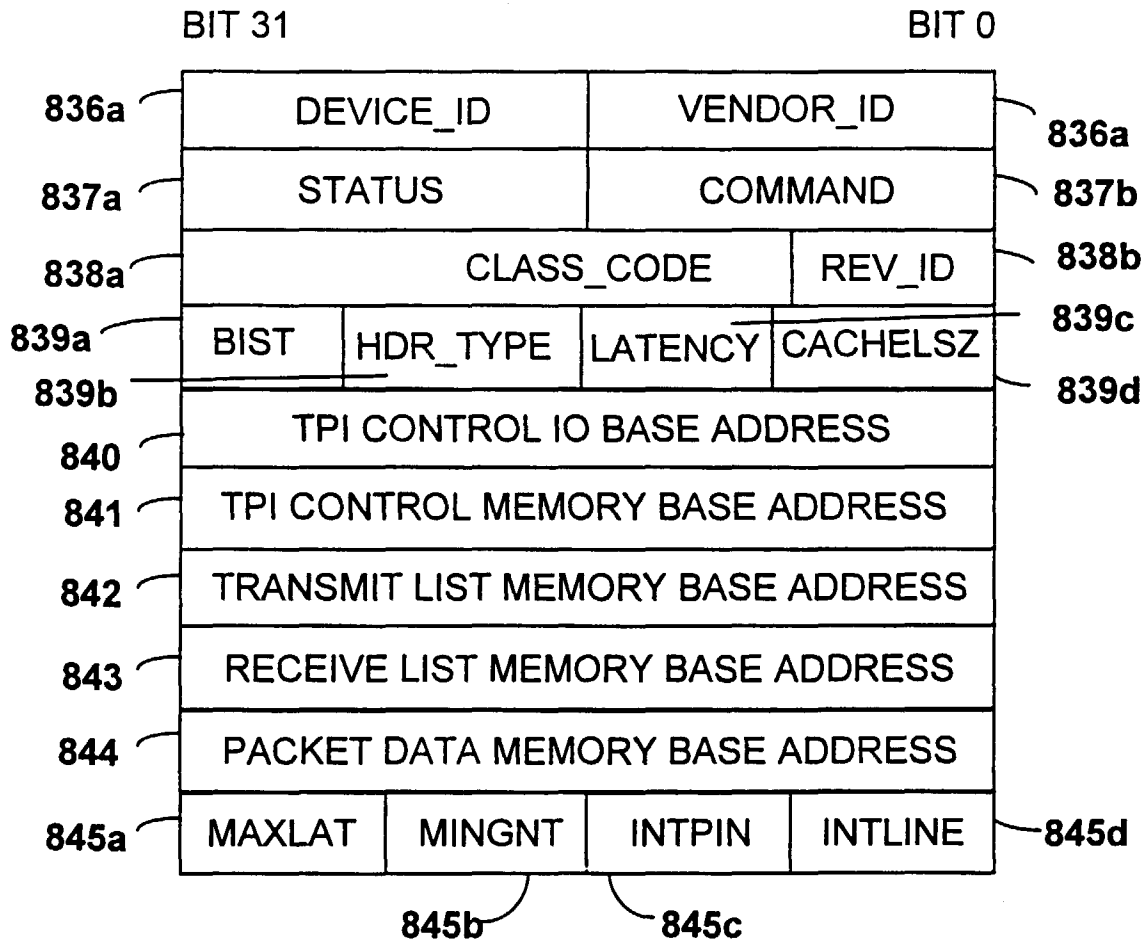 BIT 31 BIT 0
836a DEVICE_ID VENDOR_ID 836a
837a STATUS COMMAND 837b
838a CLASS_CODE REV_ID 838b
839a BIST HDR_TYPE LATENCY CACHELSZ 839c
839b 839d
840 TPI CONTROL IO BASE ADDRESS
841 TPI CONTROL MEMORY BASE ADDRESS
842 TRANSMIT LIST MEMORY BASE ADDRESS
843 RECEIVE LIST MEMORY BASE ADDRESS
844 PACKET DATA MEMORY BASE ADDRESS
845a MAXLAT MINGNT INTPIN INTLINE 845d
845b 845c